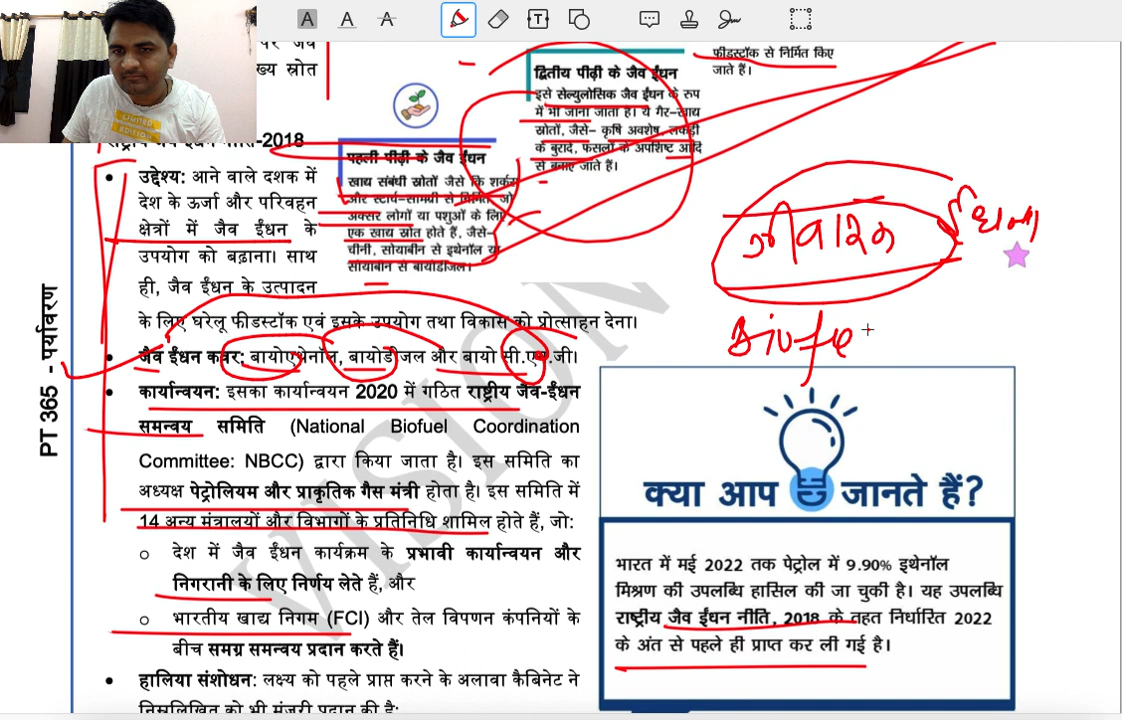 पर जैव
ख्य स्रोत
राष्ट्रीय जैव ईंधन नीति-2018
उद्देश्य: आने वाले दशक में
देश के ऊर्जा और परिवहन
क्षेत्रों में जैव ईंधन के
उपयोग को बढ़ाना। साथ
ही, जैव ईंधन के उत्पादन
के लिए घरेलू फीडस्टॉक एवं इसके उपयोग तथा विकास को प्रोत्साहन देना।
पहली पीढ़ी के जैव ईंधन
खाद्य संबंधी स्रोतों जैसे कि शर्करा
और स्टार्च-सामग्री से निर्मित, जो
अक्सर लोगों या पशुओं के लिए
एक खाद्य स्रोत होते हैं, जैसे-
चीनी, सोयाबीन से इथेनॉल या
सोयाबीन से बायोडीजल।
द्वितीय पीढ़ी के जैव ईंधन
इसे सेल्युलोसिक जैव ईंधन के रुप
में भी जाना जाता है। ये गैर-खाद्य
स्रोतों, जैसे- कृषि अवशेष, लकड़ी
के बुरादे, फसलों के अपशिष्ट आदि
से बनाए जाते हैं।
फीडस्टॉक से निर्मित किए
जाते हैं।
Biofue
जैव ईंधन कवर: बायोएथेनॉल, बायोडीजल और बायो सी.एन.जी।
कार्यान्वयन: इसका कार्यान्वयन 2020 में गठित राष्ट्रीय जैव-ईंधन
समन्वय समिति (National Biofuel Coordination
Committee: NBCC) द्वारा किया जाता है। इस समिति का
अध्यक्ष पेट्रोलियम और प्राकृतिक गैस मंत्री होता है। इस समिति में
14 अन्य मंत्रालयों और विभागों के प्रतिनिधि शामिल होते हैं, जो:
देश में जैव ईंधन कार्यक्रम के प्रभावी कार्यान्वयन और
निगरानी के लिए निर्णय लेते हैं, और
भारतीय खाद्य निगम (FCI) और तेल विपणन कंपनियों के
बीच समग्र समन्वय प्रदान करते हैं।
हालिया संशोधन: लक्ष्य को पहले प्राप्त करने के अलावा कैबिनेट ने
निम्नलिखित को भी मंजूरी प्रदान की है:
क्या आप जानते हैं?
भारत में मई 2022 तक पेट्रोल में 9.90% इथेनॉल
मिश्रण की उपलब्धि हासिल की जा चुकी है। यह उपलब्धि
राष्ट्रीय जैव ईंधन नीति, 2018 के तहत निर्धारित 2022
के अंत से पहले ही प्राप्त कर ली गई है।
PT 365 - पर्यावरण
VISION
LIMITED
EDITION